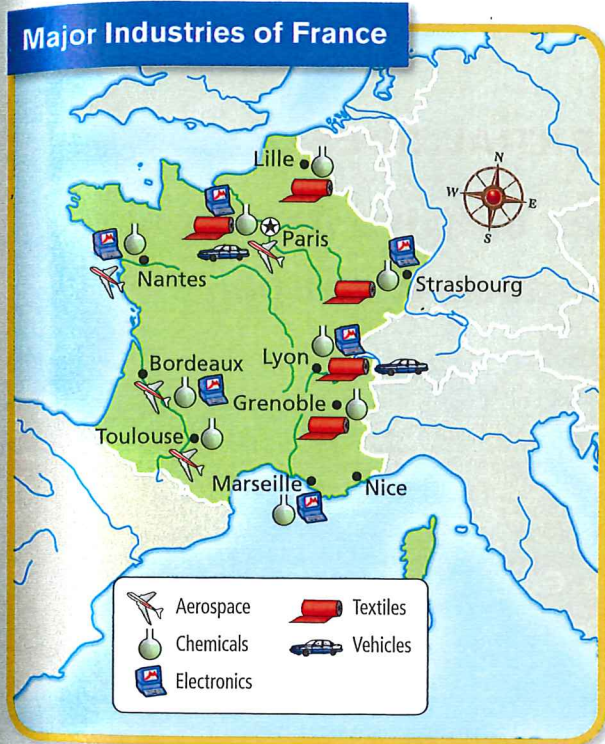 Major Industries of France
Lille
N
W
E
S
Paris
Nantes
Strasbourg
Bordeaux
Lyon
Grenoble
Toulouse
Marseille
Nice
Aerospace
Textiles
Chemicals
Vehicles
Electronics